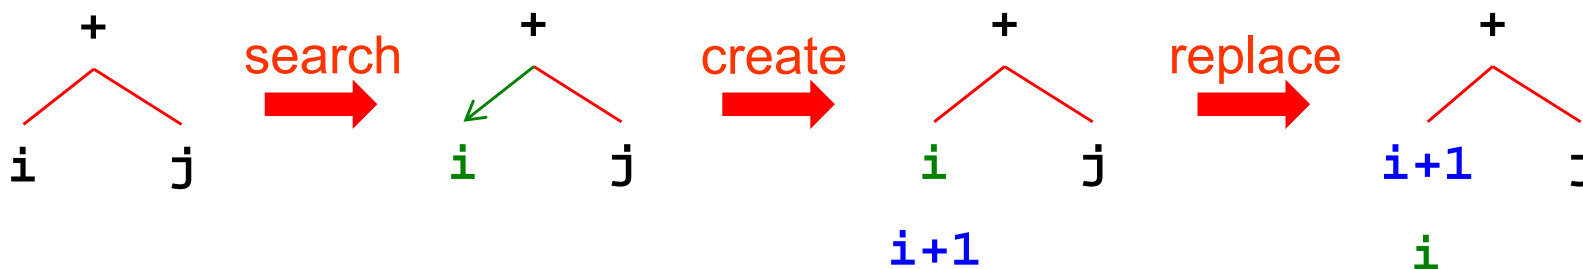 + + + +
search create replace
i j i j i j i+1 j
i+1 i